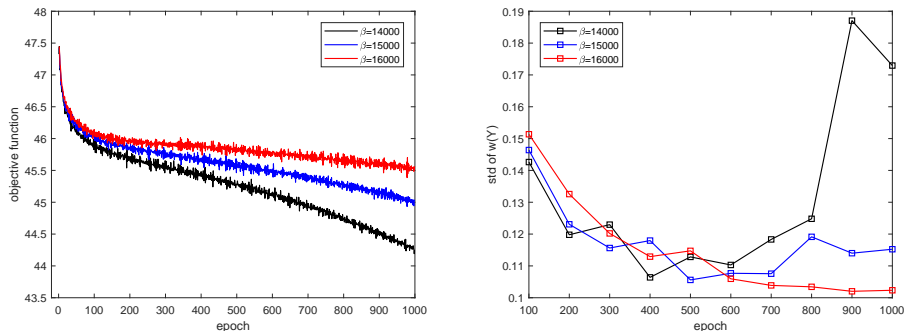 48
47.5
47
46.5
46
45.5
45
44.5
44
43.5
objective function
β=14000
β=15000
β=16000
0 100 200 300 400 500 600 700 800 900 1000
epoch
0.19
0.18
0.17
0.16
0.15
0.14
0.13
0.12
0.11
0.1
std of w(Y)
β=14000
β=15000
β=16000
100 200 300 400 500 600 700 800 900 1000
epoch